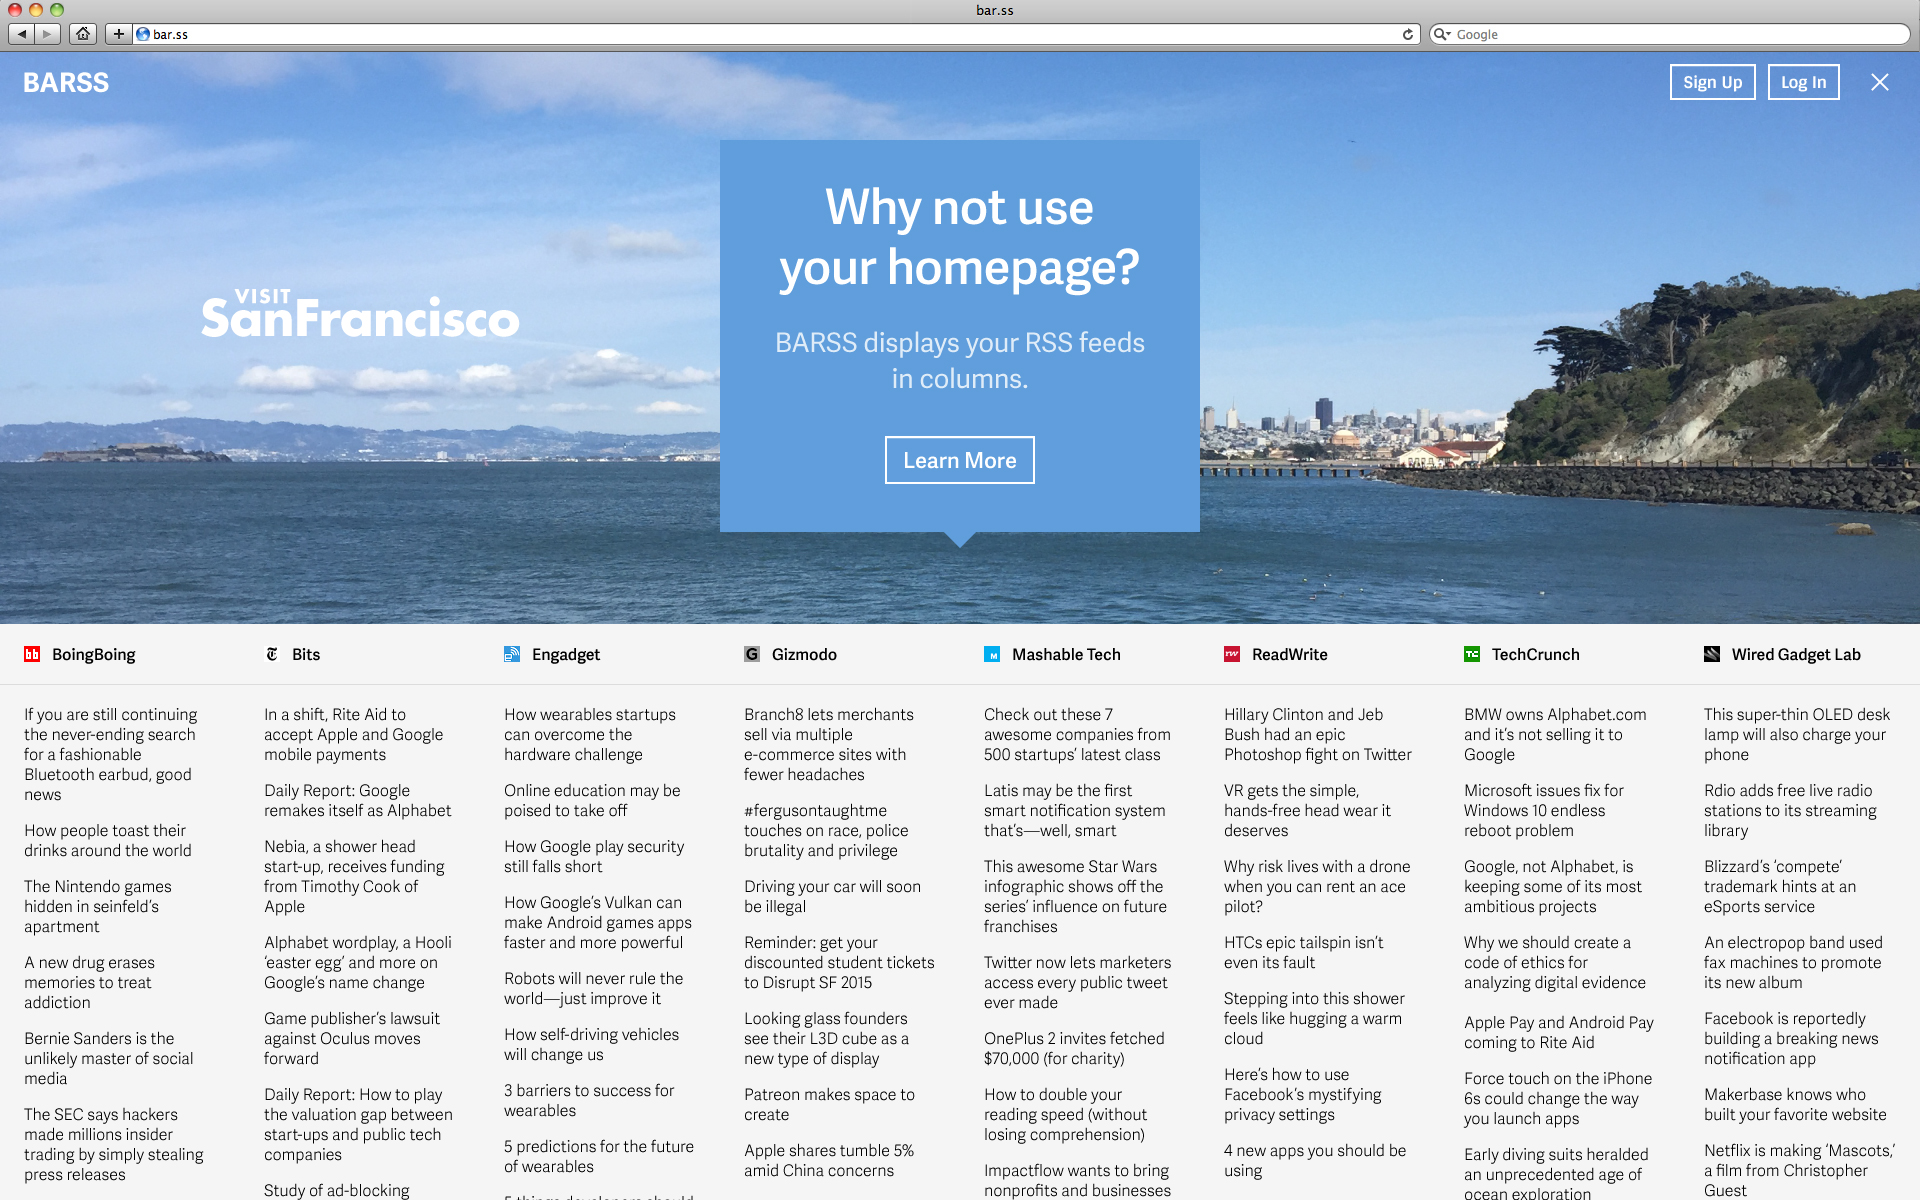 bar.ss
bar.ss
Google
BARSS
Sign Up
Log In
Why not use
your homepage?
BARSS displays your RSS feeds
in columns.
Learn More
VISIT
SanFrancisco
BoingBoing
If you are still continuing
the never-ending search
for a fashionable
Bluetooth earbud, good
news
How people toast their
drinks around the world
The Nintendo games
hidden in seinfeld’s
apartment
A new drug erases
memories to treat
addiction
Bernie Sanders is the
unlikely master of social
media
The SEC says hackers
made millions insider
trading by simply stealing
press releases
Bits
In a shift, Rite Aid to
accept Apple and Google
mobile payments
Daily Report: Google
remakes itself as Alphabet
Nebia, a shower head
start-up, receives funding
from Timothy Cook of
Apple
Alphabet wordplay, a Hooli
‘easter egg’ and more on
Google’s name change
Game publisher’s lawsuit
against Oculus moves
forward
Daily Report: How to play
the valuation gap between
start-ups and public tech
companies
Study of ad-blocking
Engadget
How wearables startups
can overcome the
hardware challenge
Online education may be
poised to take off
How Google play security
still falls short
How Google’s Vulkan can
make Android games apps
faster and more powerful
Robots will never rule the
world—just improve it
How self-driving vehicles
will change us
3 barriers to success for
wearables
5 predictions for the future
of wearables
5 things developers should
Gizmodo
Branch8 lets merchants
sell via multiple
e-commerce sites with
fewer headaches
#fergusontaughtme
touches on race, police
brutality and privilege
Driving your car will soon
be illegal
Reminder: get your
discounted student tickets
to Disrupt SF 2015
Looking glass founders
see their L3D cube as a
new type of display
Patreon makes space to
create
Apple shares tumble 5%
amid China concerns
Mashable Tech
Check out these 7
awesome companies from
500 startups’ latest class
Latis may be the first
smart notification system
that’s—well, smart
This awesome Star Wars
infographic shows off the
series’ influence on future
franchises
Twitter now lets marketers
access every public tweet
ever made
OnePlus 2 invites fetched
$70,000 (for charity)
How to double your
reading speed (without
losing comprehension)
Impactflow wants to bring
nonprofits and businesses
ReadWrite
Hillary Clinton and Jeb
Bush had an epic
Photoshop fight on Twitter
VR gets the simple,
hands-free head wear it
deserves
Why risk lives with a drone
when you can rent an ace
pilot?
HTCs epic tailspin isn’t
even its fault
Stepping into this shower
feels like hugging a warm
cloud
Here’s how to use
Facebook’s mystifying
privacy settings
4 new apps you should be
using
TechCrunch
BMW owns Alphabet.com
and it’s not selling it to
Google
Microsoft issues fix for
Windows 10 endless
reboot problem
Google, not Alphabet, is
keeping some of its most
ambitious projects
Why we should create a
code of ethics for
analyzing digital evidence
Apple Pay and Android Pay
coming to Rite Aid
Force touch on the iPhone
6s could change the way
you launch apps
Early diving suits heralded
an unprecedented age of
ocean exploration
Wired Gadget Lab
This super-thin OLED desk
lamp will also charge your
phone
Rdio adds free live radio
stations to its streaming
library
Blizzard’s ‘compete’
trademark hints at an
eSports service
An electropop band used
fax machines to promote
its new album
Facebook is reportedly
building a breaking news
notification app
Makerbase knows who
built your favorite website
Netflix is making ‘Mascots,’
a film from Christopher
Guest